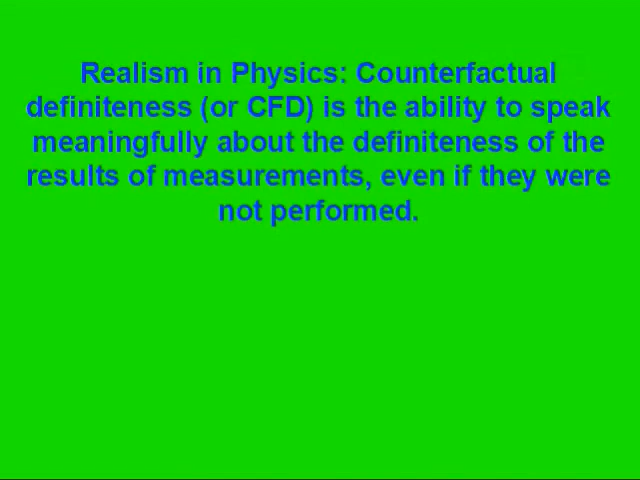 Realism in Physics: Counterfactual
definiteness (or CFD) is the ability to speak
meaningfully about the definiteness of the
results of measurements, even if they were
not performed.